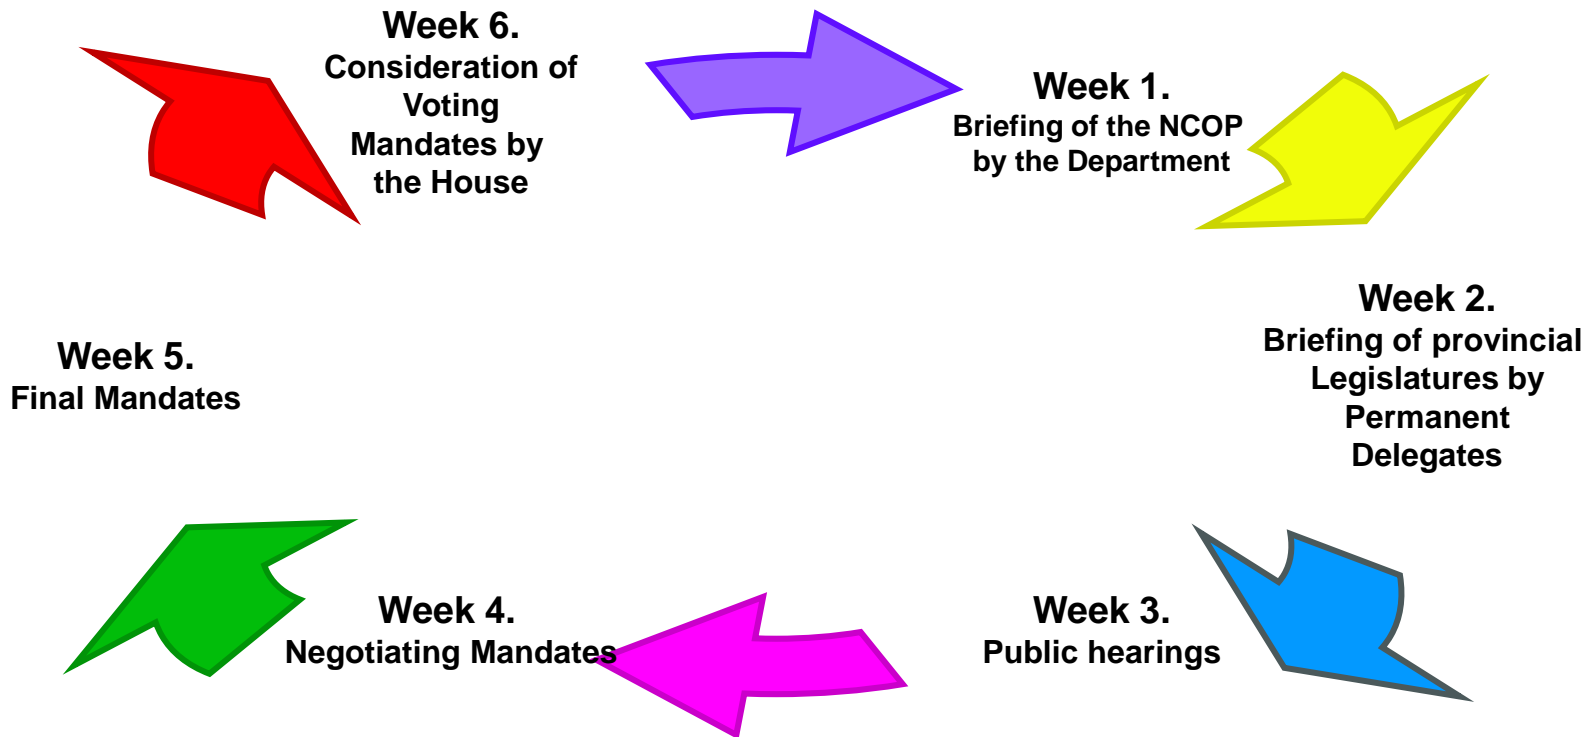 Week 6.
Consideration of
Voting
Mandates by
the House
Week 1.
Briefing of the NCOP
by the Department
Week 2.
Briefing of provincial
Legislatures by
Permanent
Delegates
Week 5.
Final Mandates
Week 4.
Negotiating Mandates
Week 3.
Public hearings